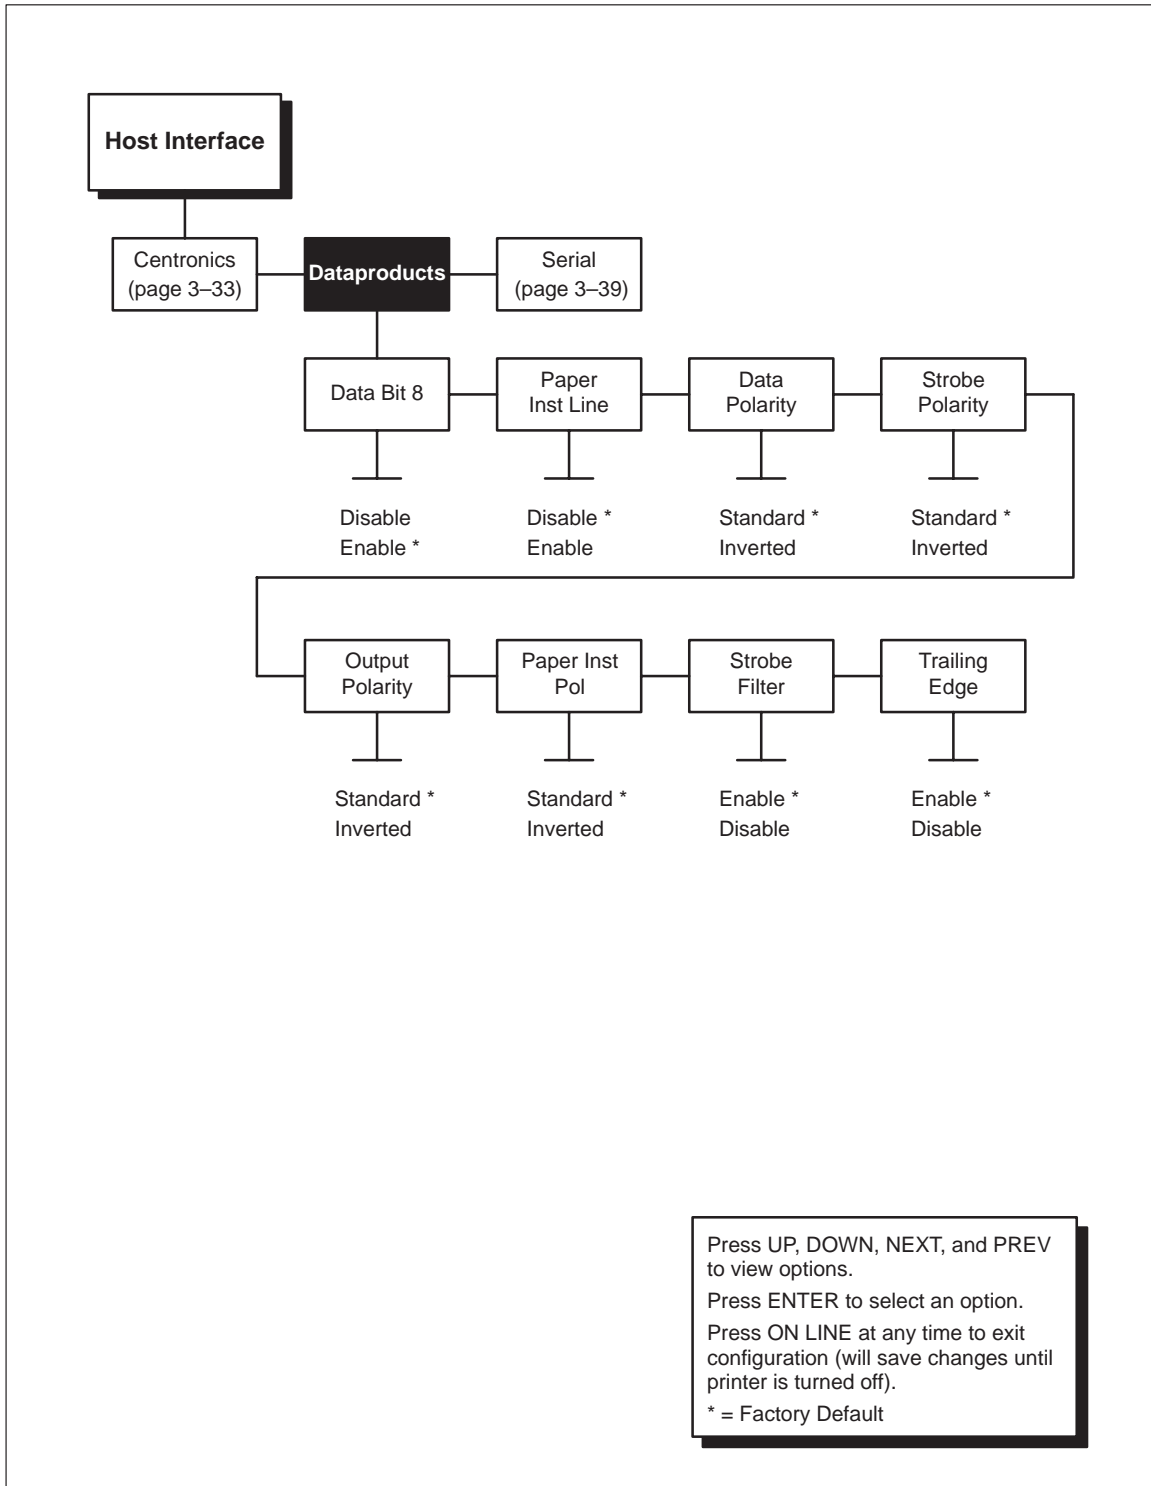 Host Interface
Centronics
(page 3–33)
Dataproducts
Serial
(page 3–39)
Data Bit 8
Paper
Inst Line
Data
Polarity
Strobe
Polarity
Disable
Enable *
Disable *
Enable
Standard *
Inverted
Standard *
Inverted
Output
Polarity
Paper Inst
Pol
Strobe
Filter
Trailing
Edge
Standard *
Inverted
Standard *
Inverted
Enable *
Disable
Enable *
Disable
Press UP, DOWN, NEXT, and PREV
to view options.
Press ENTER to select an option.
Press ON LINE at any time to exit
configuration (will save changes until
printer is turned off).
* = Factory Default